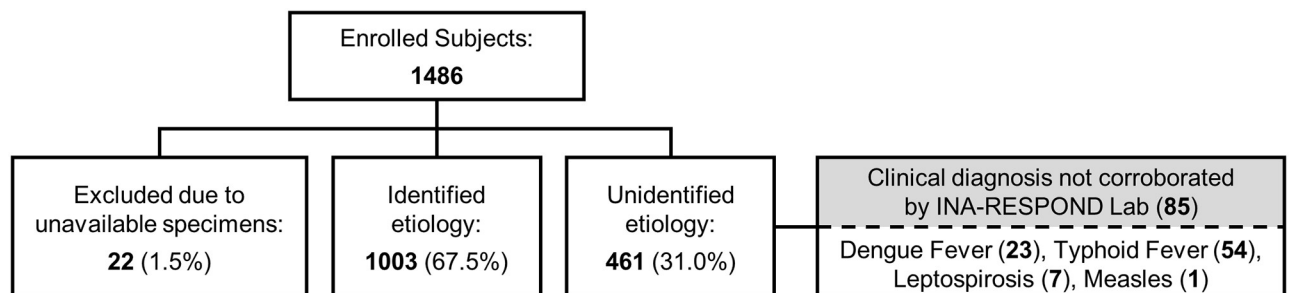 Enrolled Subjects:
1486
Excluded due to
unavailable specimens:
22 (1.5%)
Identified
etiology:
1003 (67.5%)
Unidentified
etiology:
461 (31.0%)
Clinical diagnosis not corroborated
by INA-RESPOND Lab (85)
Dengue Fever (23), Typhoid Fever (54),
Leptospirosis (7), Measles (1)